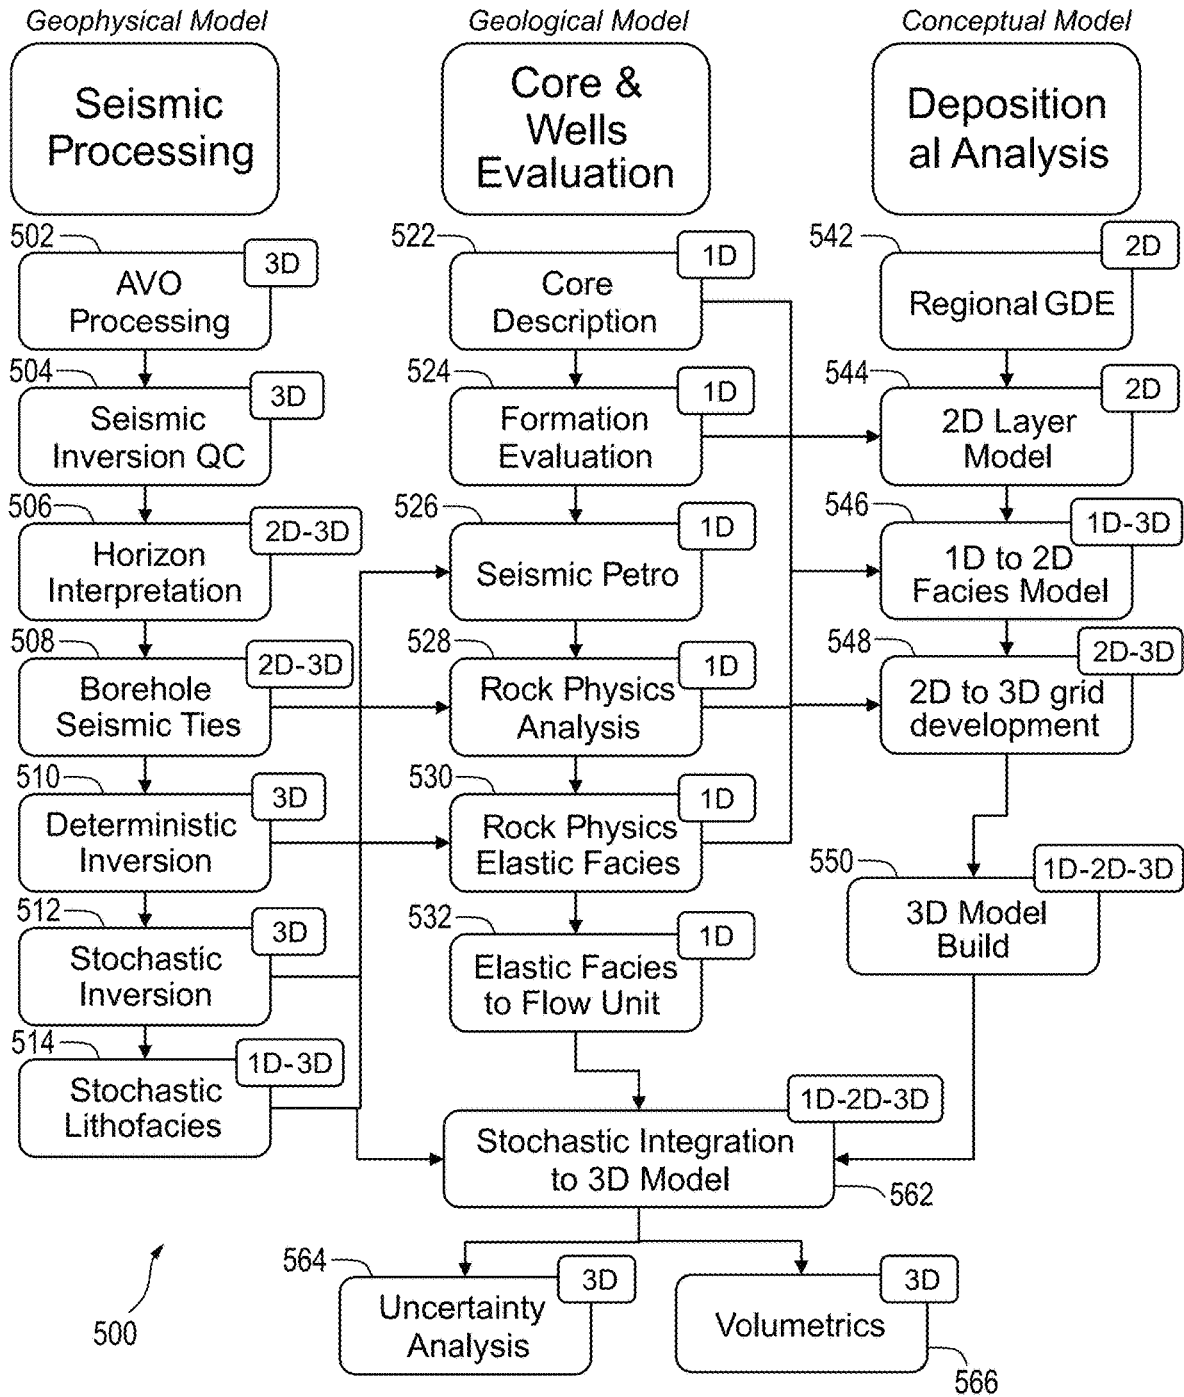 Geophysical Model
Geological Model
Conceptual Model
Seismic
Processing
Core &
Wells
Evaluation
Deposition
al Analysis
502
3D
AVO
Processing
504
3D
Seismic
Inversion QC
506
2D-3D
Horizon
Interpretation
508
2D-3D
Borehole
Seismic Ties
510
3D
Deterministic
Inversion
512
3D
Stochastic
Inversion
514
1D-3D
Stochastic
Lithofacies
522
1D
Core
Description
524
1D
Formation
Evaluation
526
1D
Seismic Petro
528
1D
Rock Physics
Analysis
530
1D
Rock Physics
Elastic Facies
532
1D
Elastic Facies
to Flow Unit
542
2D
Regional GDE
544
2D
2D Layer
Model
546
1D-3D
1D to 2D
Facies Model
548
2D-3D
2D to 3D grid
development
550
1D-2D-3D
3D Model
Build
1D-2D-3D
Stochastic Integration
to 3D Model
562
564
3D
Uncertainty
Analysis
3D
Volumetrics
566
500